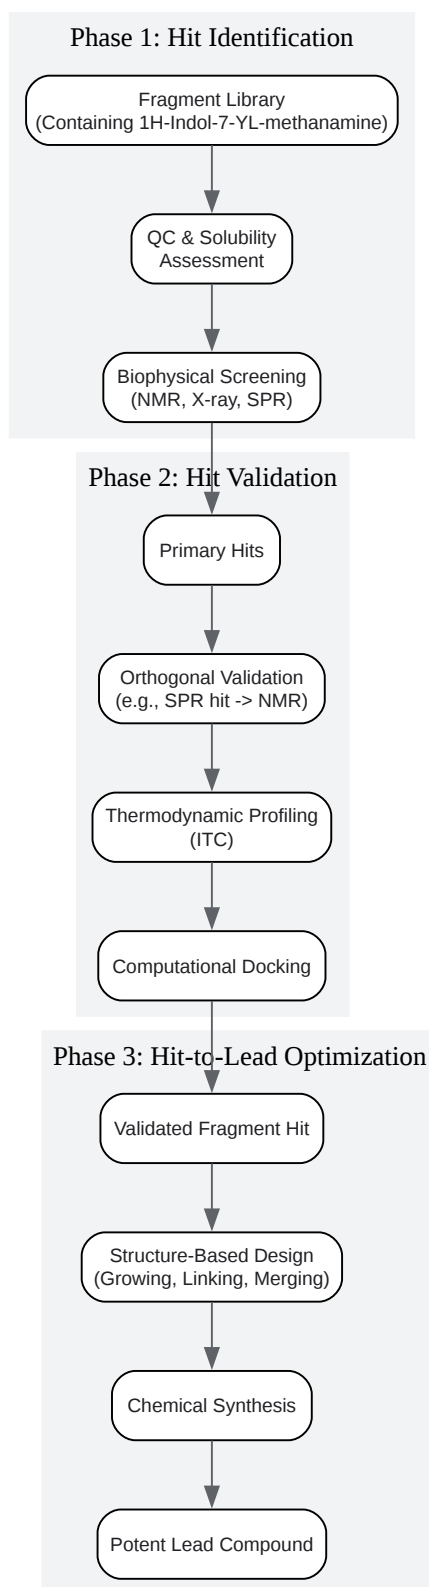 Phase 1: Hit Identification
Fragment Library
(Containing 1H-Indol-7-YL-methanamine)
QC & Solubility
Assessment
Biophysical Screening
(NMR, X-ray, SPR)
Phase 2: Hit Validation
Primary Hits
Orthogonal Validation
(e.g., SPR hit -> NMR)
Thermodynamic Profiling
(ITC)
Computational Docking
Phase 3: Hit-to-Lead Optimization
Validated Fragment Hit
Structure-Based Design
(Growing, Linking, Merging)
Chemical Synthesis
Potent Lead Compound